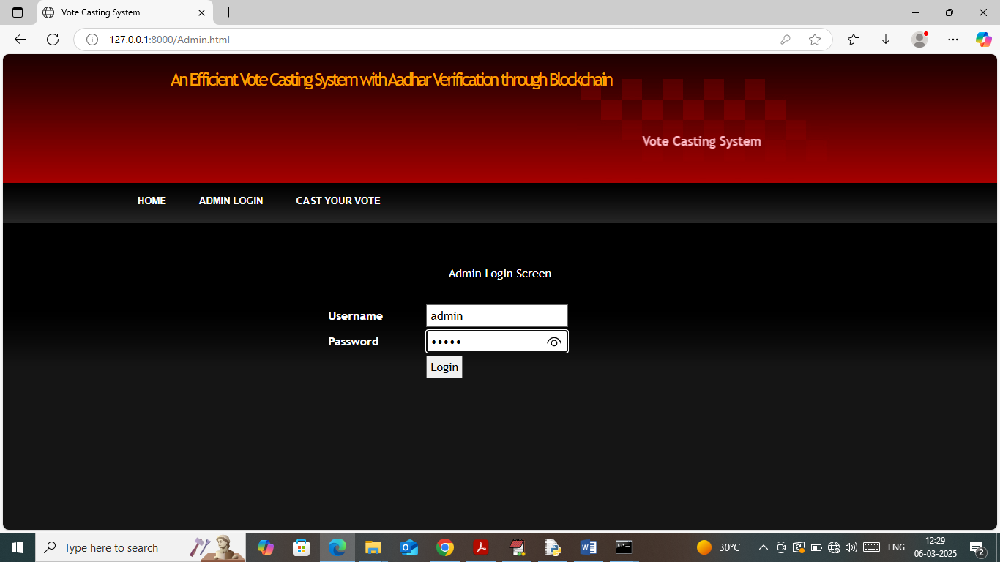 Vote Casting System
127.0.0.1:8000/Admin.html
An Efficient Vote Casting System with Aadhar Verification through Blockchain
Vote Casting System
HOME ADMIN LOGIN CAST YOUR VOTE
Admin Login Screen
Username admin
Password •••••
Login
Type here to search 30°C ENG 12:29
06-03-2025 2